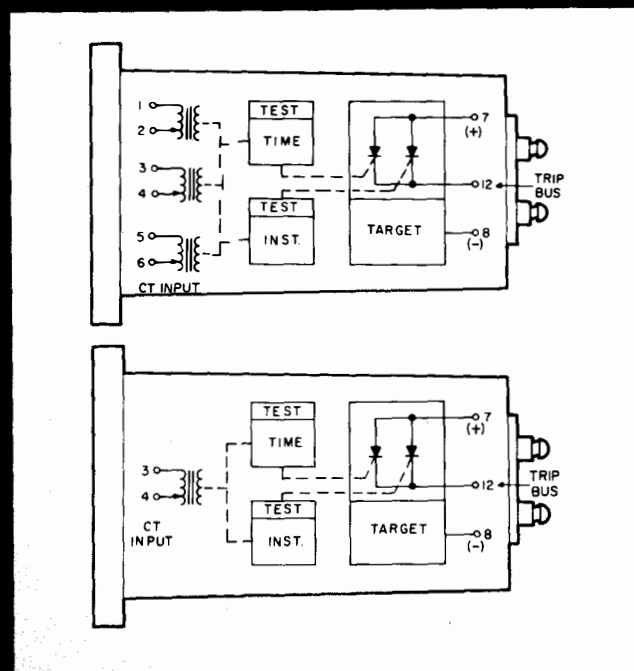 1
2
3
4
5
6
CT INPUT
TEST
TIME
TEST
INST.
TARGET
7
(+)
12
TRIP
BUS
8
(-)
3
4
CT
INPUT
TEST
TIME
TEST
INST.
TARGET
7
(+)
12
TRIP
BUS
8
(-)